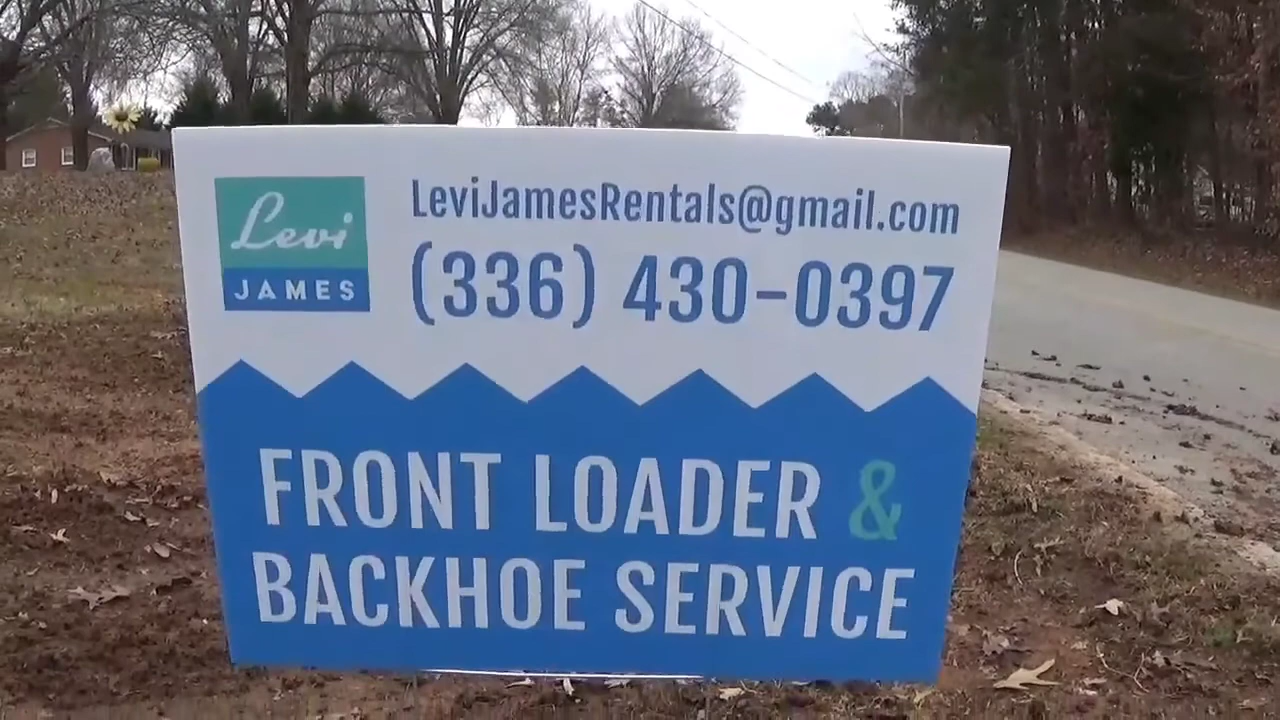 Levi
JAMES
LeviJamesRentals@gmail.com
(336) 430-0397
FRONT LOADER &
BACKHOE SERVICE